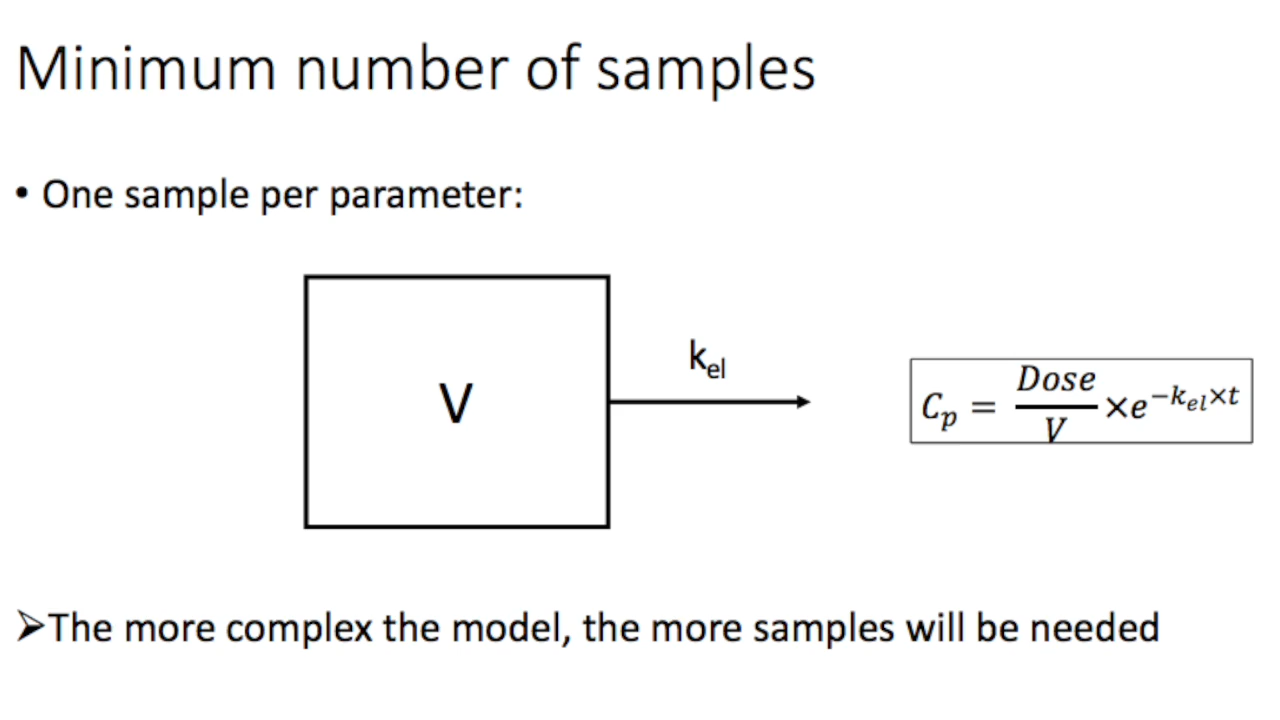 Minimum number of samples
• One sample per parameter:
V
kel
Cp = Dose/V ×e^−kel×t
➢The more complex the model, the more samples will be needed